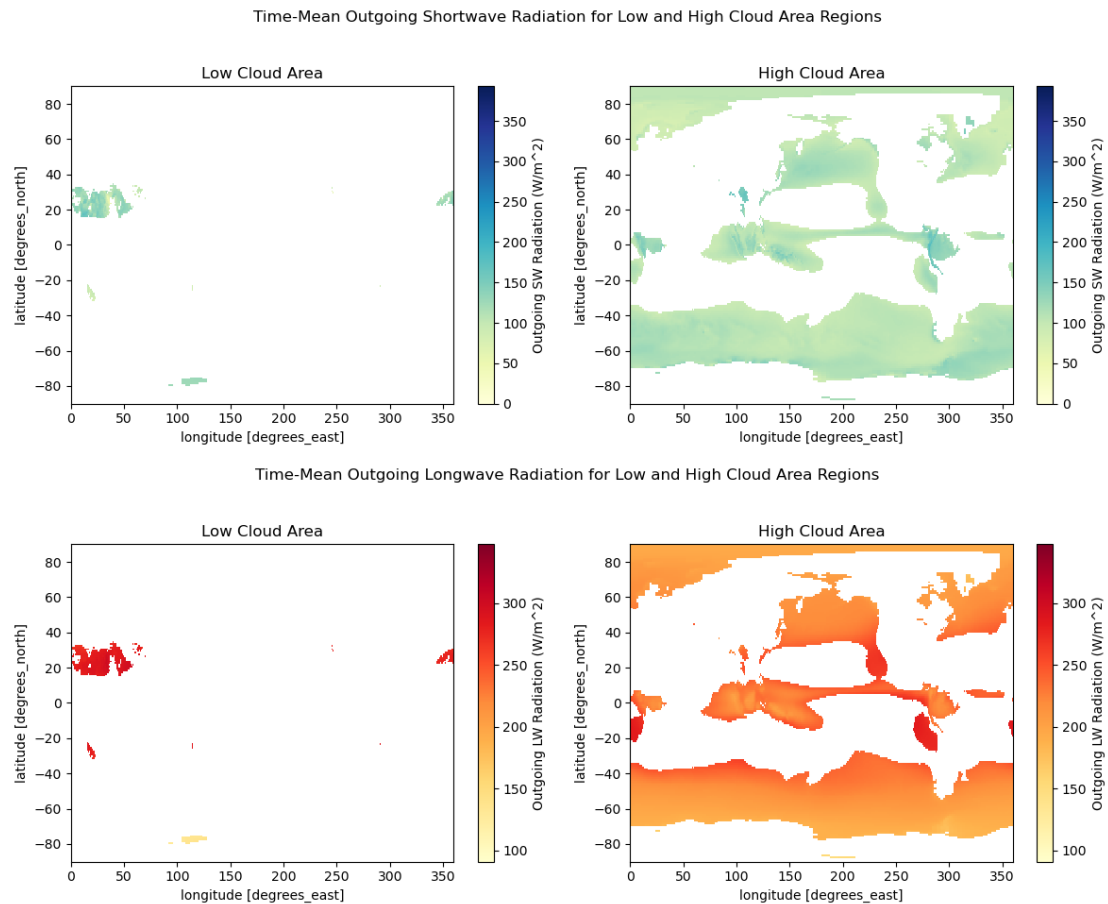 Time-Mean Outgoing Shortwave Radiation for Low and High Cloud Area Regions
Low Cloud Area
80
60
40
20
0
−20
−40
−60
−80
latitude [degrees_north]
0 50 100 150 200 250 300 350
longitude [degrees_east]
350
300
250
200
150
100
50
0
Outgoing SW Radiation (W/m^2)
High Cloud Area
80
60
40
20
0
−20
−40
−60
−80
latitude [degrees_north]
0 50 100 150 200 250 300 350
longitude [degrees_east]
350
300
250
200
150
100
50
0
Outgoing SW Radiation (W/m^2)
Time-Mean Outgoing Longwave Radiation for Low and High Cloud Area Regions
Low Cloud Area
80
60
40
20
0
−20
−40
−60
−80
latitude [degrees_north]
0 50 100 150 200 250 300 350
longitude [degrees_east]
300
250
200
150
100
Outgoing LW Radiation (W/m^2)
High Cloud Area
80
60
40
20
0
−20
−40
−60
−80
latitude [degrees_north]
0 50 100 150 200 250 300 350
longitude [degrees_east]
300
250
200
150
100
Outgoing LW Radiation (W/m^2)